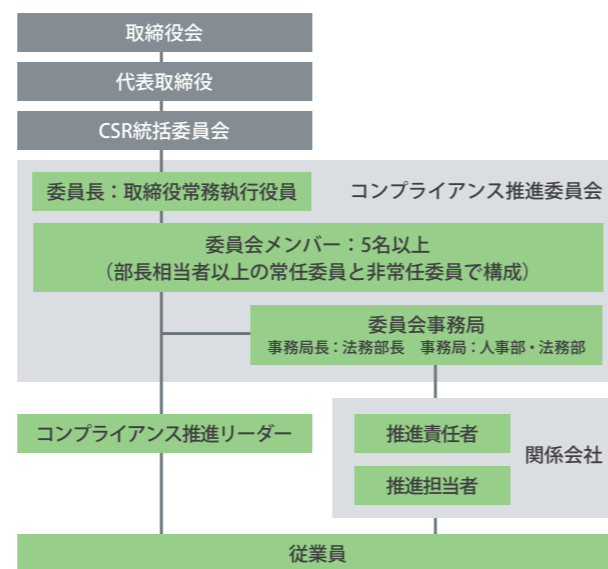 取締役会
代表取締役
CSR統括委員会
委員長：取締役常務執行役員
コンプライアンス推進委員会
委員会メンバー：5名以上
（部長相当者以上の常任委員と非常任委員で構成）
委員会事務局
事務局長：法務部長　事務局：人事部・法務部
コンプライアンス推進リーダー
推進責任者
関係会社
推進担当者
従業員